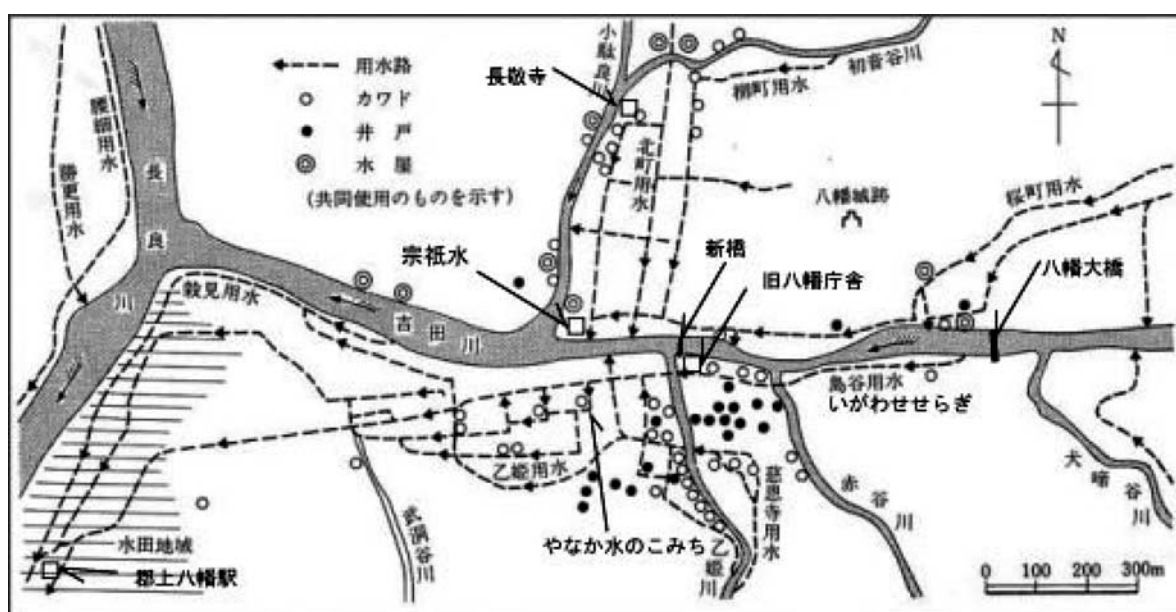 用水路
カワド
井戸
水屋
(共同使用のものを示す)
N
小駄良川
長敬寺
初音谷川
柳町用水
北町用水
八幡城跡
桜町用水
腰細用水
勝更用水
長良川
宗祇水
新橋
旧八幡庁舎
八幡大橋
穀見用水
吉田川
島谷用水
いがわせせらぎ
乙姫用水
慈恩寺用水
赤谷川
犬啼谷川
やなか水のこみち
乙姫川
武洞谷川
水田地域
郡上八幡駅
0 100 200 300m